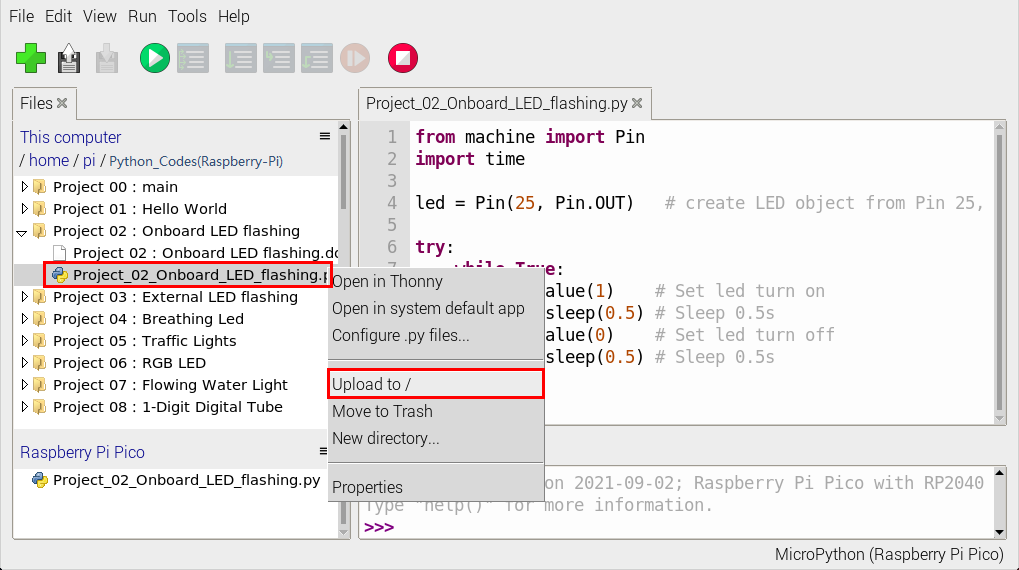 File Edit View Run Tools Help
Files
This computer
/ home / pi / Python_Codes(Raspberry-Pi)
Project 00 : main
Project 01 : Hello World
Project 02 : Onboard LED flashing
Project 02 : Onboard LED flashing.do
Project_02_Onboard_LED_flashing.p
Project 03 : External LED flashing
Project 04 : Breathing Led
Project 05 : Traffic Lights
Project 06 : RGB LED
Project 07 : Flowing Water Light
Project 08 : 1-Digit Digital Tube
Raspberry Pi Pico
Project_02_Onboard_LED_flashing.py
Open in Thonny
Open in system default app
Configure .py files...
Upload to /
Move to Trash
New directory...
Properties
Project_02_Onboard_LED_flashing.py
1 from machine import Pin
2 import time
3
4 led = Pin(25, Pin.OUT) # create LED object from Pin 25,
5
6 try:
7 while True:
alue(1) # Set led turn on
sleep(0.5) # Sleep 0.5s
alue(0) # Set led turn off
sleep(0.5) # Sleep 0.5s
on 2021-09-02; Raspberry Pi Pico with RP2040
Type "help()" for more information.
>>>
MicroPython (Raspberry Pi Pico)